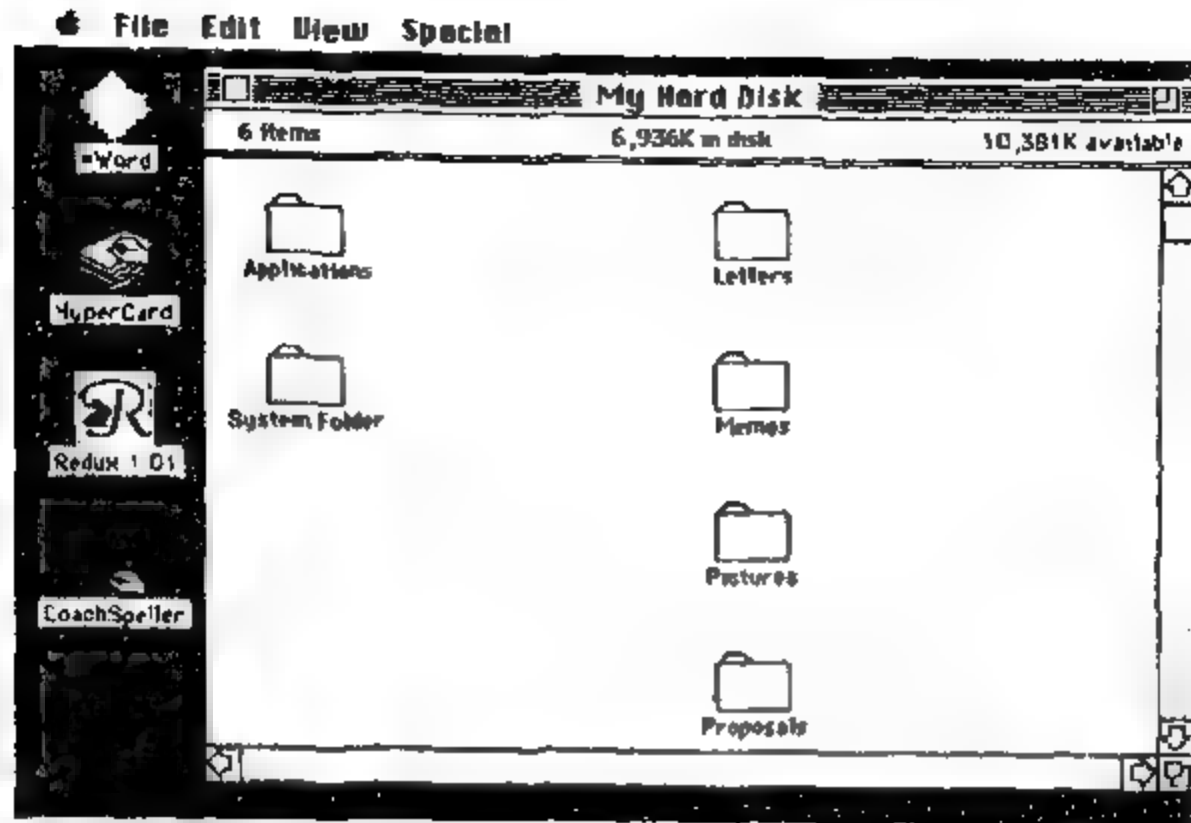 File Edit View Special
My Hard Disk
6 items 6,936K in disk 10,381K available
Word
HyperCard
Redux 1.01
CoachSpeller
Applications
Letters
System Folder
Memos
Pictures
Proposals